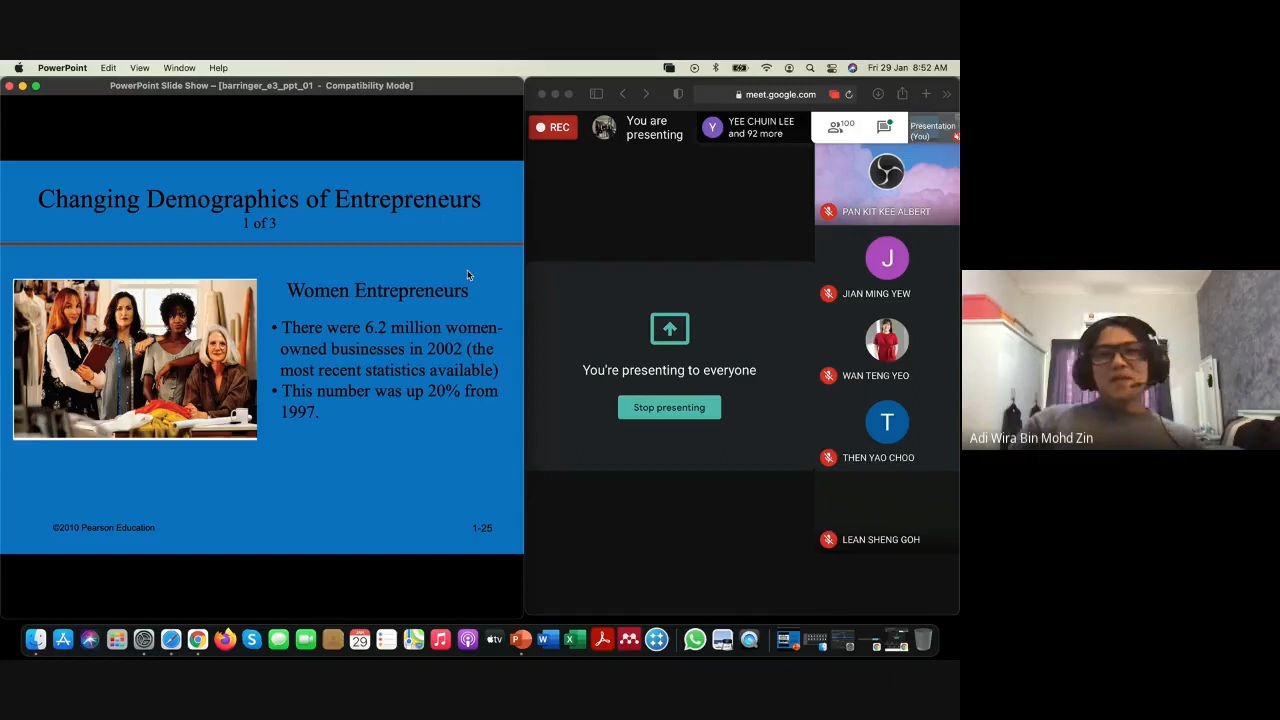 PowerPoint Edit View Window Help
Fri 29 Jan 8:52 AM
PowerPoint Slide Show – [barringer_e3_ppt_01 - Compatibility Mode]
Changing Demographics of Entrepreneurs
1 of 3
Women Entrepreneurs
• There were 6.2 million women-
owned businesses in 2002 (the
most recent statistics available)
• This number was up 20% from
1997.
©2010 Pearson Education
1-25
meet.google.com
REC
You are
presenting
Y
YEE CHUIN LEE
and 92 more
100
Presentation
(You)
You're presenting to everyone
Stop presenting
PAN KIT KEE ALBERT
J
JIAN MING YEW
WAN TENG YEO
T
THEN YAO CHOO
LEAN SHENG GOH
Adi Wira Bin Mohd Zin
29
tv